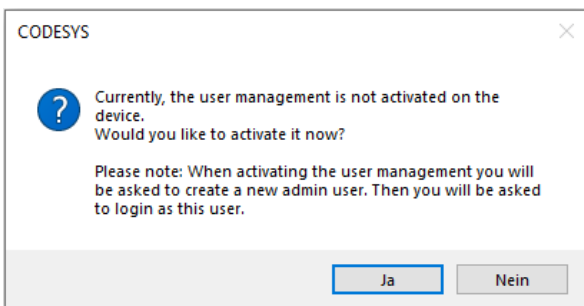 CODESYS
Currently, the user management is not activated on the
device.
Would you like to activate it now?
Please note: When activating the user management you will
be asked to create a new admin user. Then you will be asked
to login as this user.
Ja
Nein